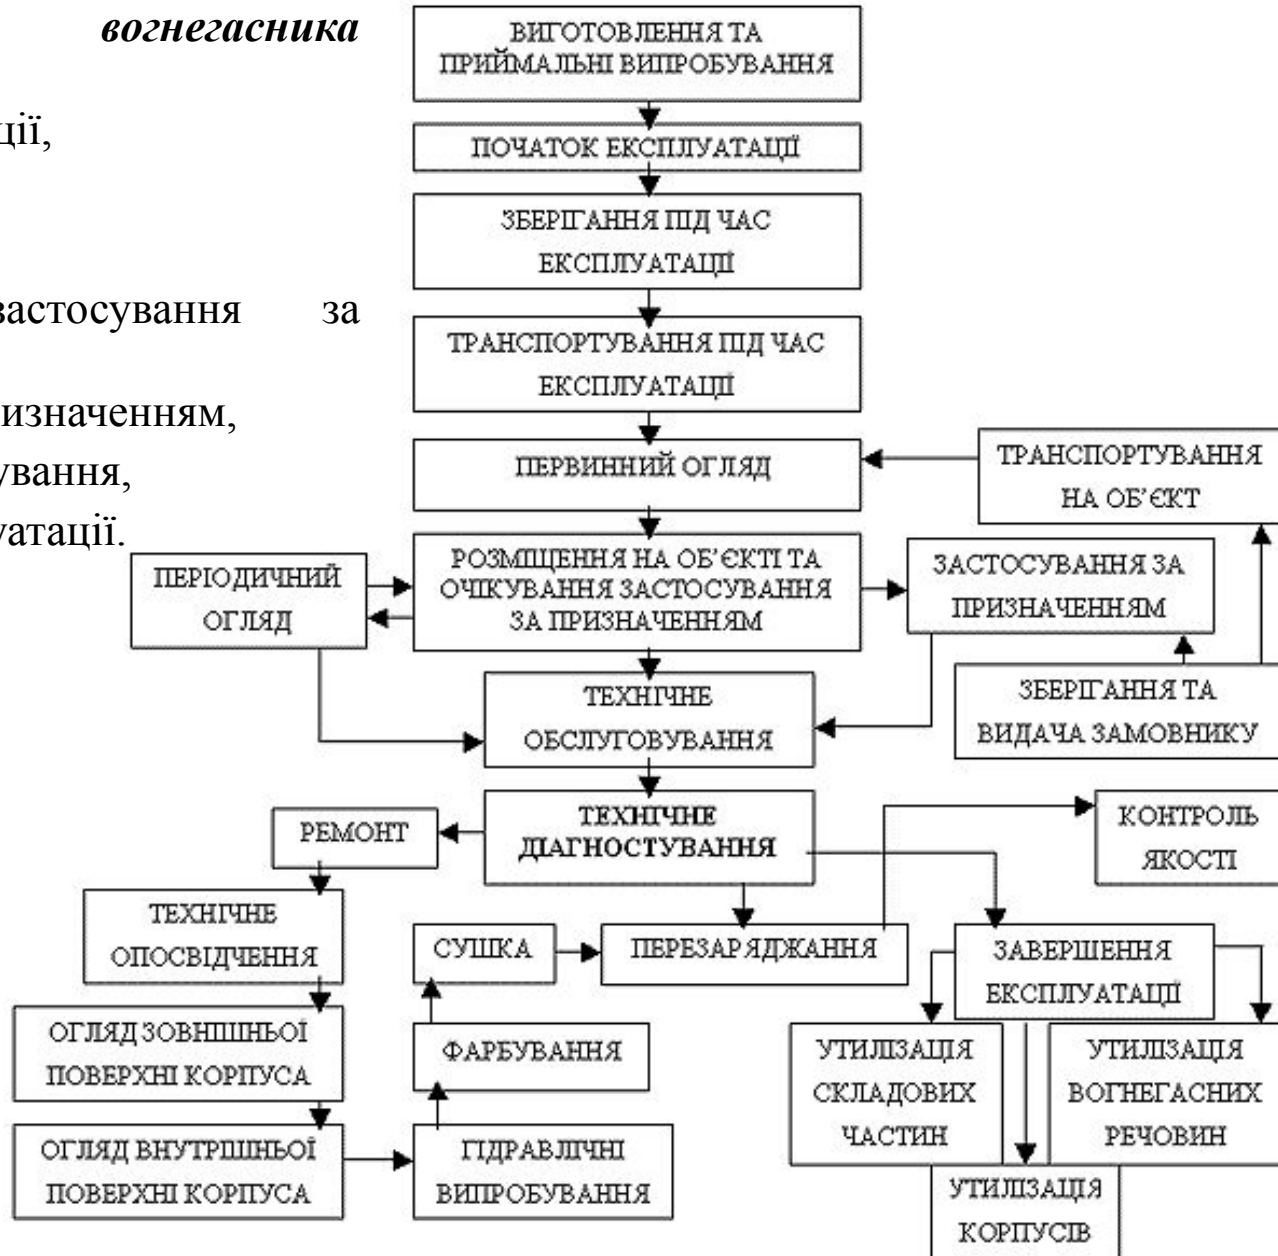 вогнегасника
ції,
застосування за
ризначенням,
ування,
уатації.
ВИГОТОВЛЕННЯ ТА
ПРИЙМАЛЬНІ ВИПРОБУВАННЯ
ПОЧАТОК ЕКСПЛУАТАЦІЇ
ЗБЕРІГАННЯ ПІД ЧАС
ЕКСПЛУАТАЦІЇ
ТРАНСПОРТУВАННЯ ПІД ЧАС
ЕКСПЛУАТАЦІЇ
ПЕРВИННИЙ ОГЛЯД
ТРАНСПОРТУВАННЯ
НА ОБ’ЄКТ
ПЕРІОДИЧНИЙ
ОГЛЯД
РОЗМІЩЕННЯ НА ОБ’ЄКТІ ТА
ОЧІКУВАННЯ ЗАСТОСУВАННЯ
ЗА ПРИЗНАЧЕННЯМ
ЗАСТОСУВАННЯ ЗА
ПРИЗНАЧЕННЯМ
ТЕХНІЧНЕ
ОБСЛУГОВУВАННЯ
ЗБЕРІГАННЯ ТА
ВИДАЧА ЗАМОВНИКУ
РЕМОНТ
ТЕХНІЧНЕ
ДІАГНОСТУВАННЯ
КОНТРОЛЬ
ЯКОСТІ
ТЕХНІЧНЕ
ОПОСВІДЧЕННЯ
СУШКА
ПЕРЕЗАРЯДЖАННЯ
ЗАВЕРШЕННЯ
ЕКСПЛУАТАЦІЇ
ОГЛЯД ЗОВНІШНЬОЇ
ПОВЕРХНІ КОРПУСА
ФАРБУВАННЯ
УТИЛІЗАЦІЯ
СКЛАДОВИХ
ЧАСТИН
УТИЛІЗАЦІЯ
ВОГНЕГАСНИХ
РЕЧОВИН
ОГЛЯД ВНУТРІШНЬОЇ
ПОВЕРХНІ КОРПУСА
ГІДРАВЛІЧНІ
ВИПРОБУВАННЯ
УТИЛІЗАЦІЯ
КОРПУСІВ